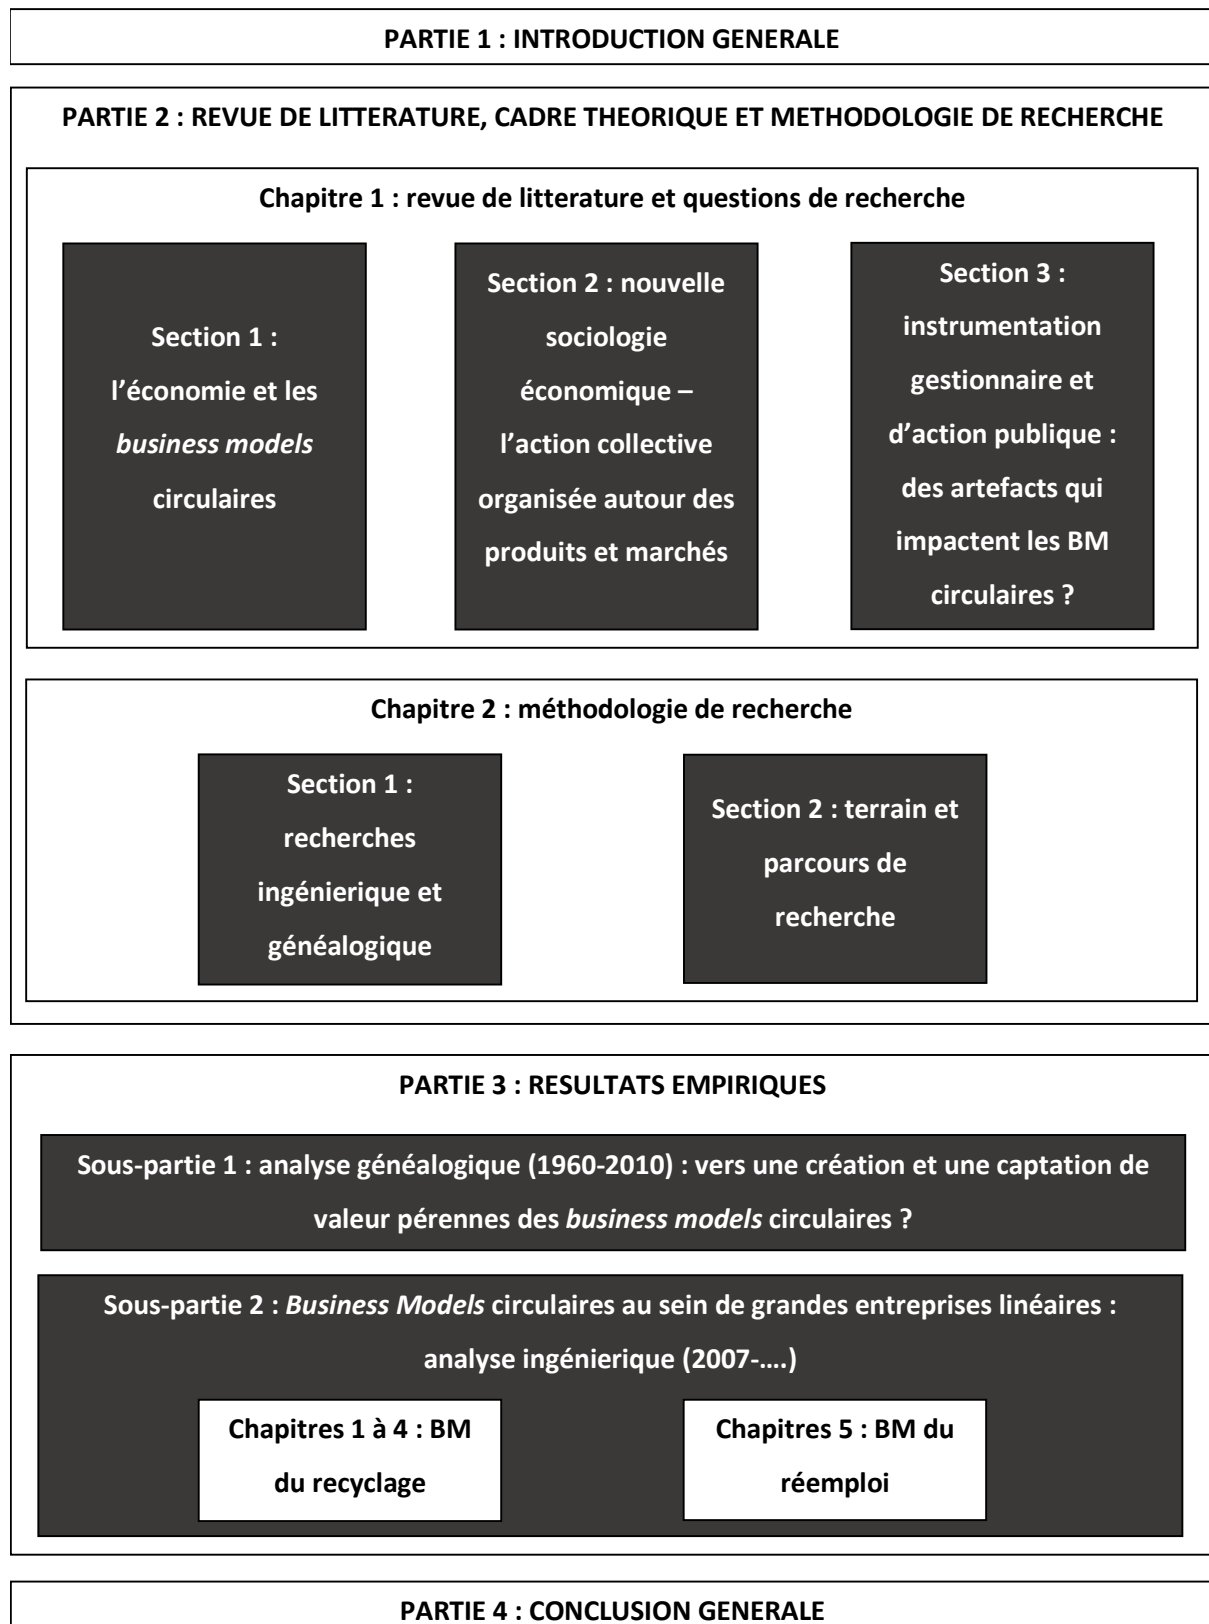 PARTIE 1 : INTRODUCTION GENERALE
PARTIE 2 : REVUE DE LITTERATURE, CADRE THEORIQUE ET METHODOLOGIE DE RECHERCHE
Chapitre 1 : revue de litterature et questions de recherche
Section 1 :
l’économie et les
business models
circulaires
Section 2 : nouvelle
sociologie
économique –
l’action collective
organisée autour des
produits et marchés
Section 3 :
instrumentation
gestionnaire et
d’action publique :
des artefacts qui
impactent les BM
circulaires ?
Chapitre 2 : méthodologie de recherche
Section 1 :
recherches
ingénierique et
généalogique
Section 2 : terrain et
parcours de
recherche
PARTIE 3 : RESULTATS EMPIRIQUES
Sous-partie 1 : analyse généalogique (1960-2010) : vers une création et une captation de
valeur pérennes des business models circulaires ?
Sous-partie 2 : Business Models circulaires au sein de grandes entreprises linéaires :
analyse ingénierique (2007-….)
Chapitres 1 à 4 : BM
du recyclage
Chapitres 5 : BM du
réemploi
PARTIE 4 : CONCLUSION GENERALE